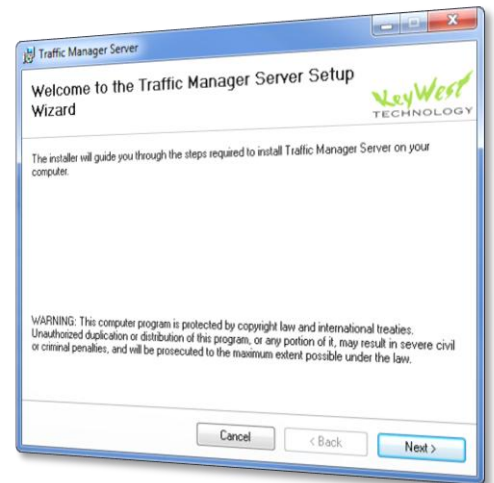 Traffic Manager Server
Welcome to the Traffic Manager Server Setup
Wizard
KeyWest
TECHNOLOGY
The installer will guide you through the steps required to install Traffic Manager Server on your
computer.
WARNING: This computer program is protected by copyright law and international treaties.
Unauthorized duplication or distribution of this program, or any portion of it, may result in severe civil
or criminal penalties, and will be prosecuted to the maximum extent possible under the law.
Cancel
< Back
Next >